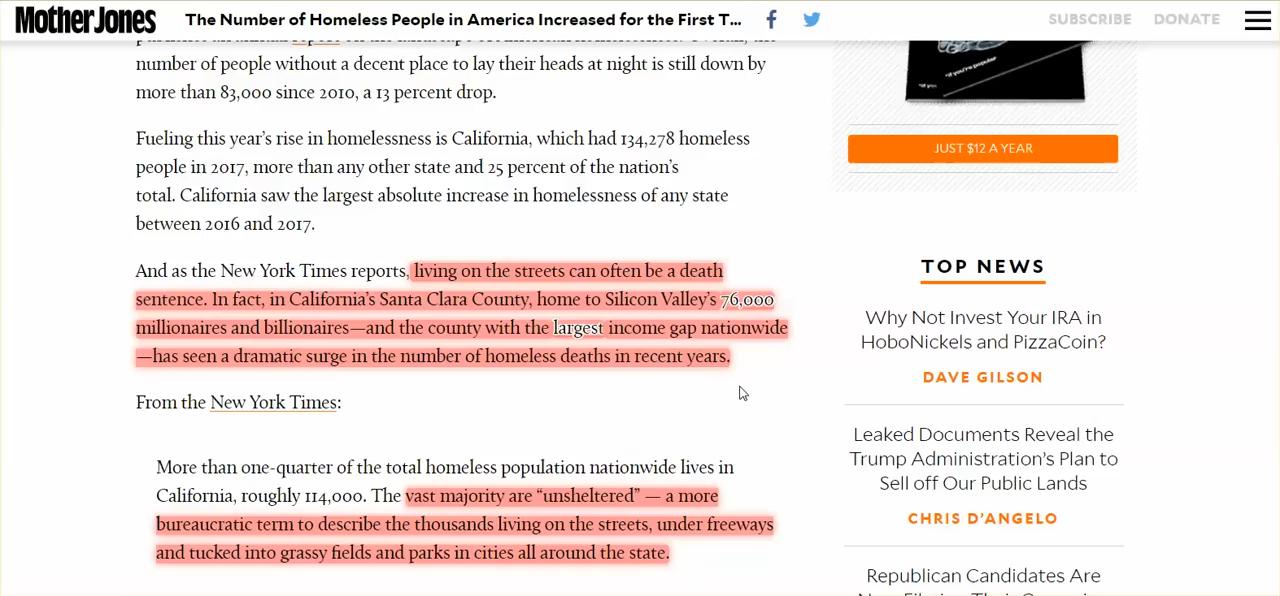 Mother Jones
The Number of Homeless People in America Increased for the First T...
SUBSCRIBE DONATE
number of people without a decent place to lay their heads at night is still down by
more than 83,000 since 2010, a 13 percent drop.
Fueling this year's rise in homelessness is California, which had 134,278 homeless
people in 2017, more than any other state and 25 percent of the nation's
total. California saw the largest absolute increase in homelessness of any state
between 2016 and 2017.
And as the New York Times reports, living on the streets can often be a death
sentence. In fact, in California's Santa Clara County, home to Silicon Valley's 76,000
millionaires and billionaires—and the county with the largest income gap nationwide
—has seen a dramatic surge in the number of homeless deaths in recent years.
From the New York Times:
More than one-quarter of the total homeless population nationwide lives in
California, roughly 114,000. The vast majority are “unsheltered” — a more
bureaucratic term to describe the thousands living on the streets, under freeways
and tucked into grassy fields and parks in cities all around the state.
"if you're popular
JUST $12 A YEAR
TOP NEWS
Why Not Invest Your IRA in
HoboNickels and PizzaCoin?
DAVE GILSON
Leaked Documents Reveal the
Trump Administration's Plan to
Sell off Our Public Lands
CHRIS D'ANGELO
Republican Candidates Are